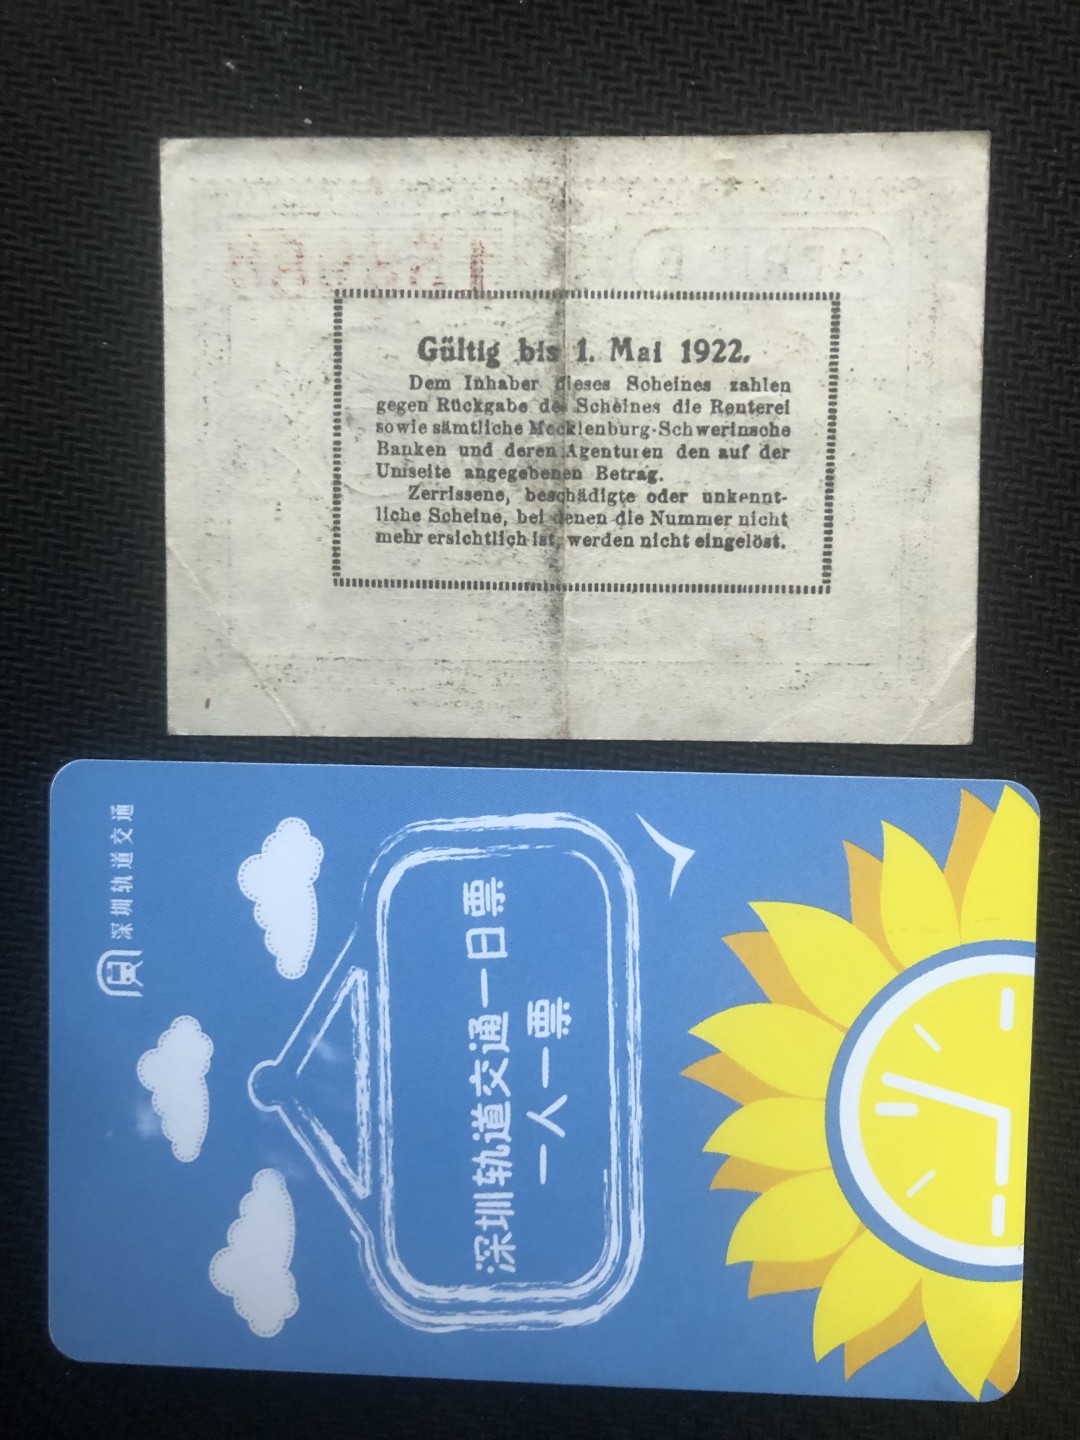 Gültig bis 1. Mai 1922.
Dem Inhaber dieses Scheines zahlen
gegen Rückgabe des Scheines die Renterei
sowie sämtliche Mecklenburg-Schwerinsche
Banken und deren Agenturen den auf der
Umseite angegebenen Betrag.
Zerrissene, beschädigte oder unkennt-
liche Scheine, bei denen die Nummer nicht
mehr ersichtlich ist, werden nicht eingelöst.
深圳轨道交通
深圳轨道交通一日票
一人一票